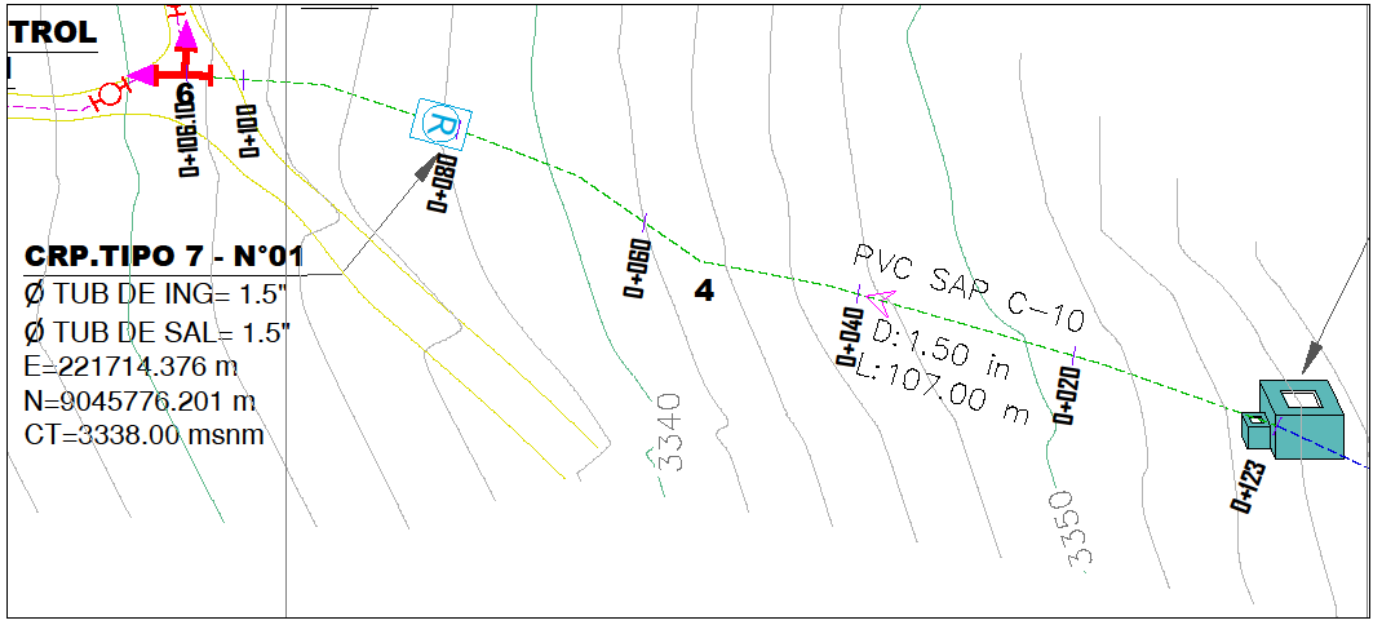 TROL
6
0+106.10
0+100
R
0+080
CRP.TIPO 7 - N°01
Ø TUB DE ING= 1.5"
Ø TUB DE SAL= 1.5"
E=221714.376 m
N=9045776.201 m
CT=3338.00 msnm
0+060
4
PVC SAP C-10
D:1.50 in
L:107.00 m
0+040
0+020
3340
3350
0+123